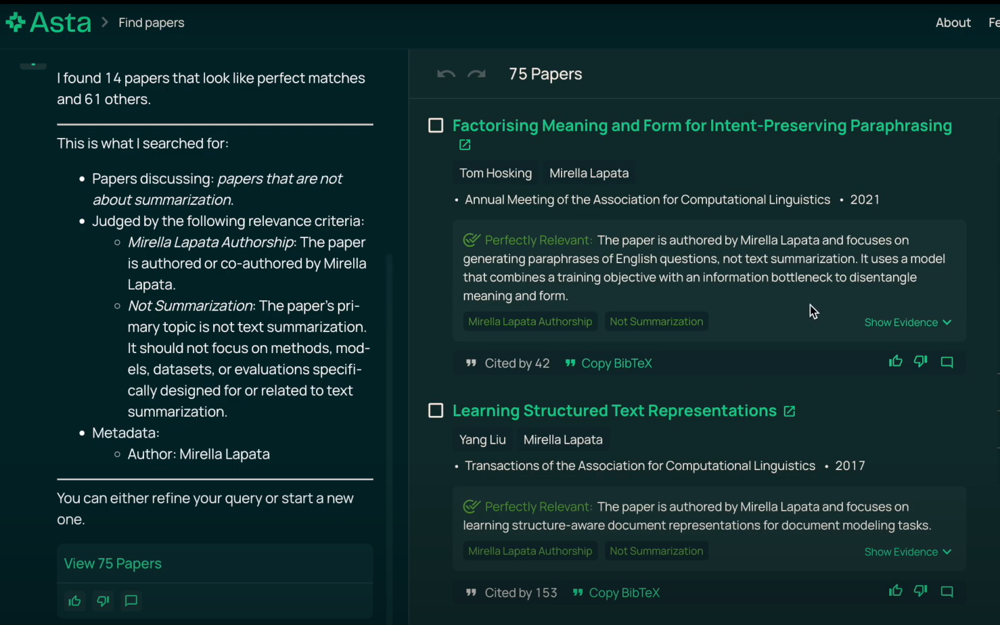 Asta > Find papers
About
I found 14 papers that look like perfect matches
and 61 others.
This is what I searched for:
• Papers discussing: papers that are not
about summarization.
• Judged by the following relevance criteria:
◦ Mirella Lapata Authorship: The paper
is authored or co-authored by Mirella
Lapata.
◦ Not Summarization: The paper's pri-
mary topic is not text summarization.
It should not focus on methods, mod-
els, datasets, or evaluations specifi-
cally designed for or related to text
summarization.
• Metadata:
◦ Author: Mirella Lapata
You can either refine your query or start a new
one.
View 75 Papers
75 Papers
Factorising Meaning and Form for Intent-Preserving Paraphrasing
Tom Hosking Mirella Lapata
• Annual Meeting of the Association for Computational Linguistics • 2021
Perfectly Relevant: The paper is authored by Mirella Lapata and focuses on
generating paraphrases of English questions, not text summarization. It uses a model
that combines a training objective with an information bottleneck to disentangle
meaning and form.
Mirella Lapata Authorship Not Summarization Show Evidence
Cited by 42 Copy BibTeX
Learning Structured Text Representations
Yang Liu Mirella Lapata
• Transactions of the Association for Computational Linguistics • 2017
Perfectly Relevant: The paper is authored by Mirella Lapata and focuses on
learning structure-aware document representations for document modeling tasks.
Mirella Lapata Authorship Not Summarization Show Evidence
Cited by 153 Copy BibTeX